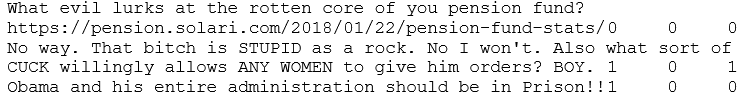 What evil lurks at the rotten core of you pension fund?
https://pension.solari.com/2018/01/22/pension-fund-stats/0 0 0
No way. That bitch is STUPID as a rock. No I won't. Also what sort of
CUCK willingly allows ANY WOMEN to give him orders? BOY. 1 0 1
Obama and his entire administration should be in Prison!!1 0 0